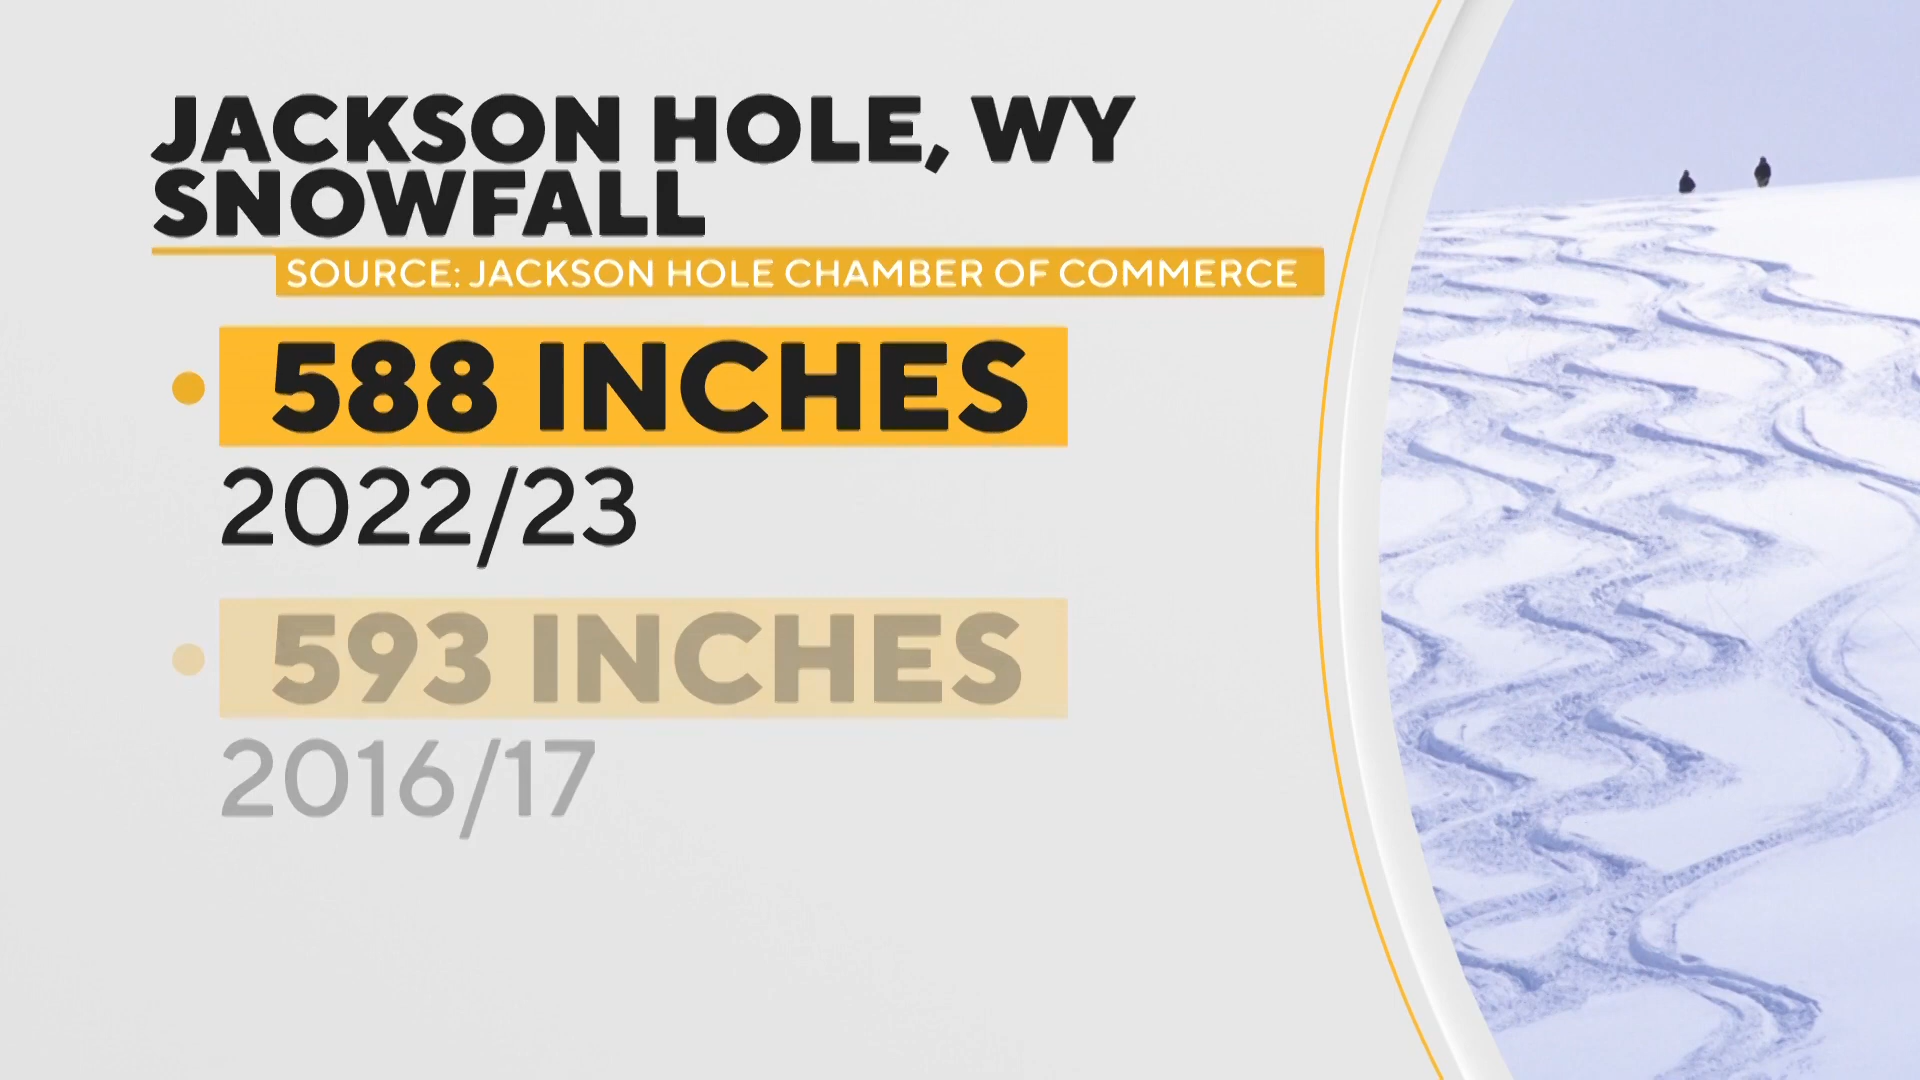 JACKSON HOLE, WY
SNOWFALL
SOURCE: JACKSON HOLE CHAMBER OF COMMERCE
588 INCHES
2022/23
593 INCHES
2016/17